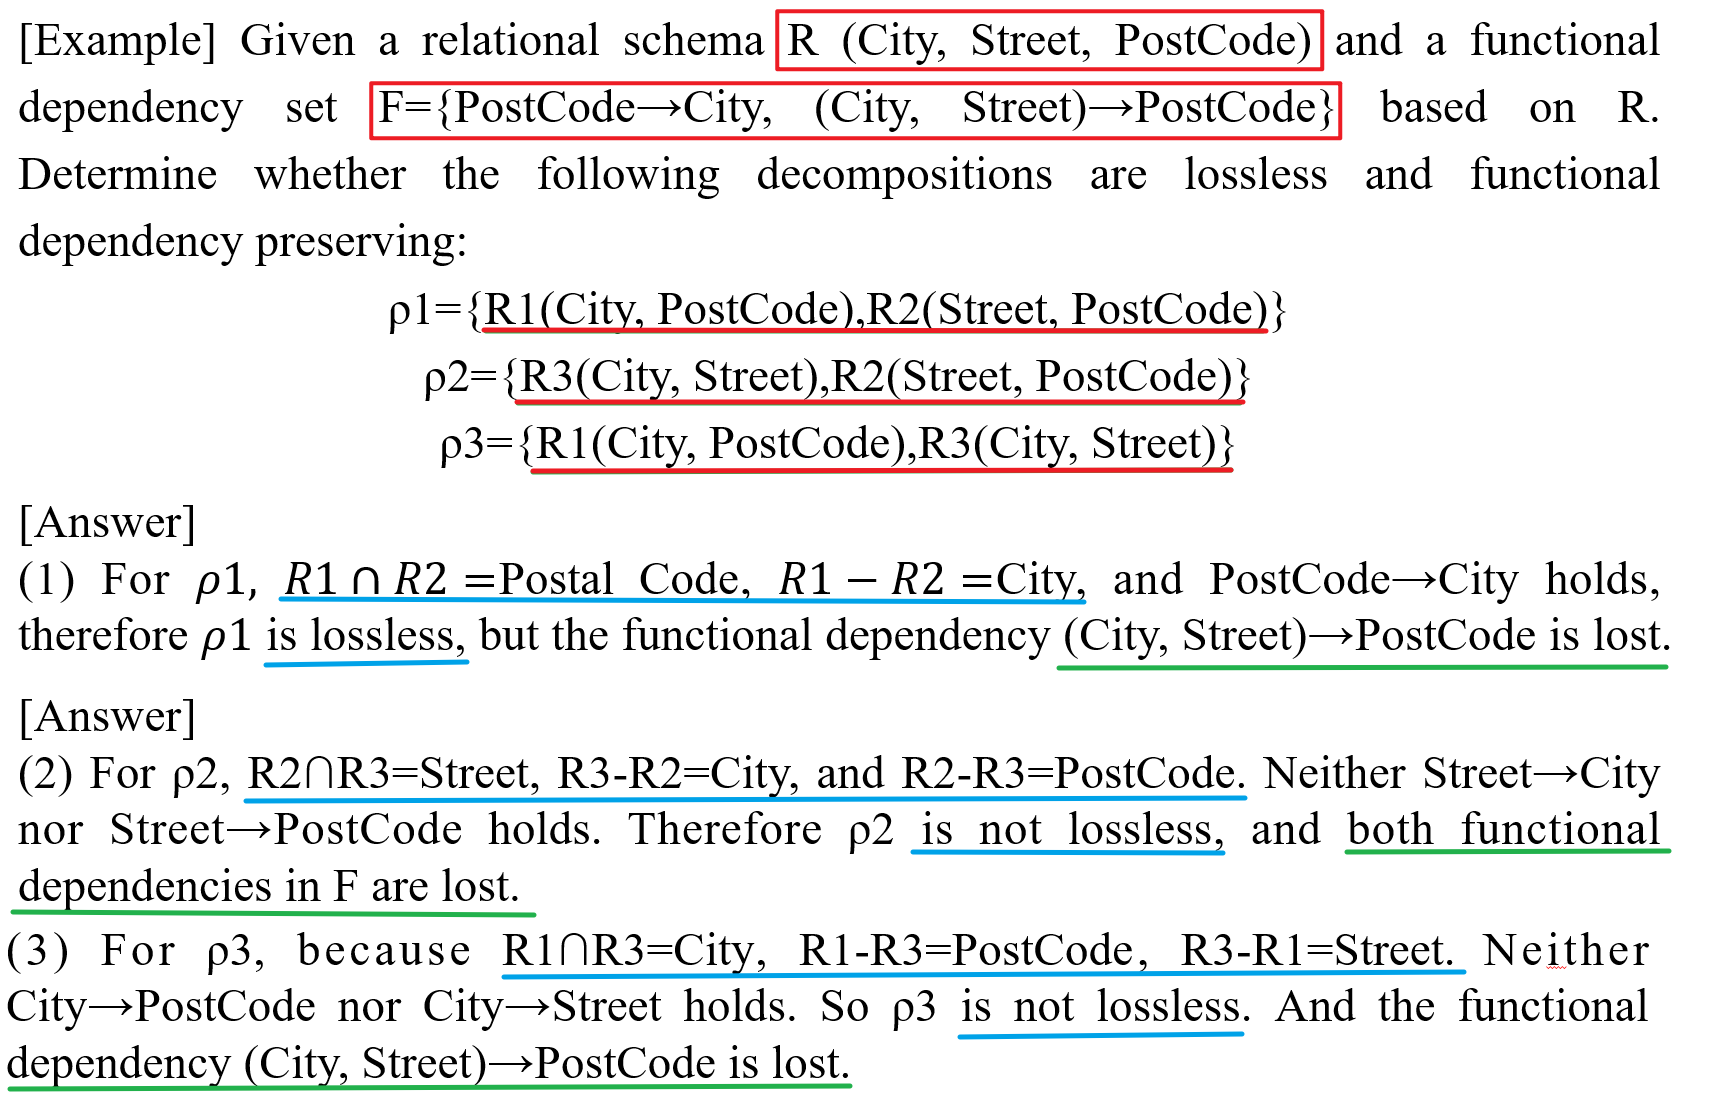 [Example] Given a relational schema R (City, Street, PostCode) and a functional
dependency set F={PostCode→City, (City, Street)→PostCode} based on R.
Determine whether the following decompositions are lossless and functional
dependency preserving:
ρ1={R1(City, PostCode),R2(Street, PostCode)}
ρ2={R3(City, Street),R2(Street, PostCode)}
ρ3={R1(City, PostCode),R3(City, Street)}
[Answer]
(1) For ρ1, R1 ∩ R2 =Postal Code, R1 − R2 =City, and PostCode→City holds,
therefore ρ1 is lossless, but the functional dependency (City, Street)→PostCode is lost.
[Answer]
(2) For ρ2, R2∩R3=Street, R3-R2=City, and R2-R3=PostCode. Neither Street→City
nor Street→PostCode holds. Therefore ρ2 is not lossless, and both functional
dependencies in F are lost.
(3) For ρ3, because R1∩R3=City, R1-R3=PostCode, R3-R1=Street. Neither
City→PostCode nor City→Street holds. So ρ3 is not lossless. And the functional
dependency (City, Street)→PostCode is lost.